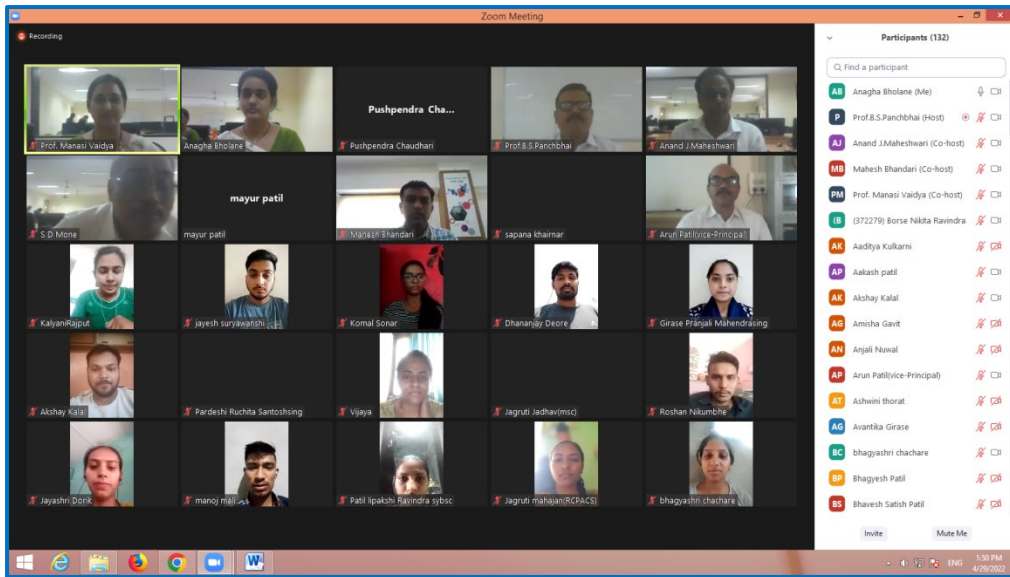 Zoom Meeting
Recording
Prof. Manasi Vaidya
Anagha Bholane
Pushpendra Cha...
Pushpendra Chaudhari
Prof.B.S.Panchbhai
Anand J.Maheshwari
S D Mone
mayur patil
mayur patil
Mahesh Bhandari
sapana khairnar
Arun Patil(vice-Principal)
KalyaniRajput
jayesh suryawanshi
Komal Sonar
Dhananjay Deore
Girase Pranjali Mahendrasing
Akshay Kalal
Pardeshi Ruchita Santoshsing
Vijaya
Jagruti Jadhav(msc)
Roshan Nikumbhe
Jayashri Dorik
manoj mali
Patil lipakshi Ravindra sybsc
Jagruti mahajan(RCPACS)
bhagyashri chachare
Participants (132)
Find a participant
AB Anagha Bholane (Me)
P Prof.B.S.Panchbhai (Host)
AJ Anand J.Maheshwari (Co-host)
MB Mahesh Bhandari (Co-host)
PM Prof. Manasi Vaidya (Co-host)
(B (372279) Borse Nikita Ravindra
AK Aaditya Kulkarni
AP Aakash patil
AK Akshay Kalal
AG Amisha Gavit
AN Anjali Nuwal
AP Arun Patil(vice-Principal)
AT Ashwini thorat
AG Avantika Girase
BC bhagyashri chachare
BP Bhagyesh Patil
BS Bhavesh Satish Patil
Invite Mute Me
ENG
1:50 PM
4/29/2022